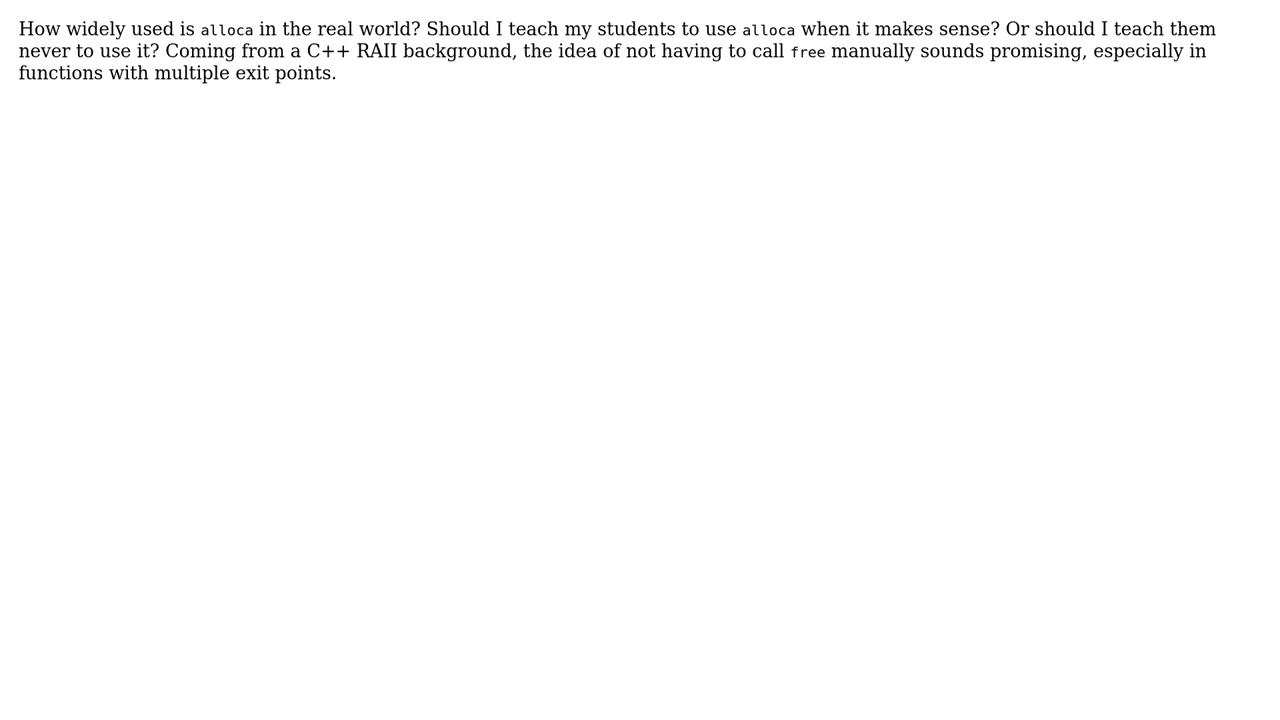 How widely used is alloca in the real world? Should I teach my students to use alloca when it makes sense? Or should I teach them
never to use it? Coming from a C++ RAII background, the idea of not having to call free manually sounds promising, especially in
functions with multiple exit points.